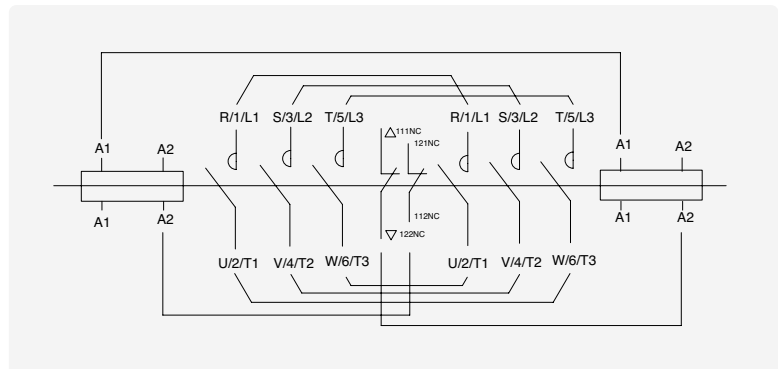 R/1/L1 S/3/L2 T/5/L3 R/1/L1 S/3/L2 T/5/L3
111NC
121NC
A1 A2 A1 A2
A1 A2 A1 A2
112NC
122NC
U/2/T1 V/4/T2 W/6/T3 U/2/T1 V/4/T2 W/6/T3